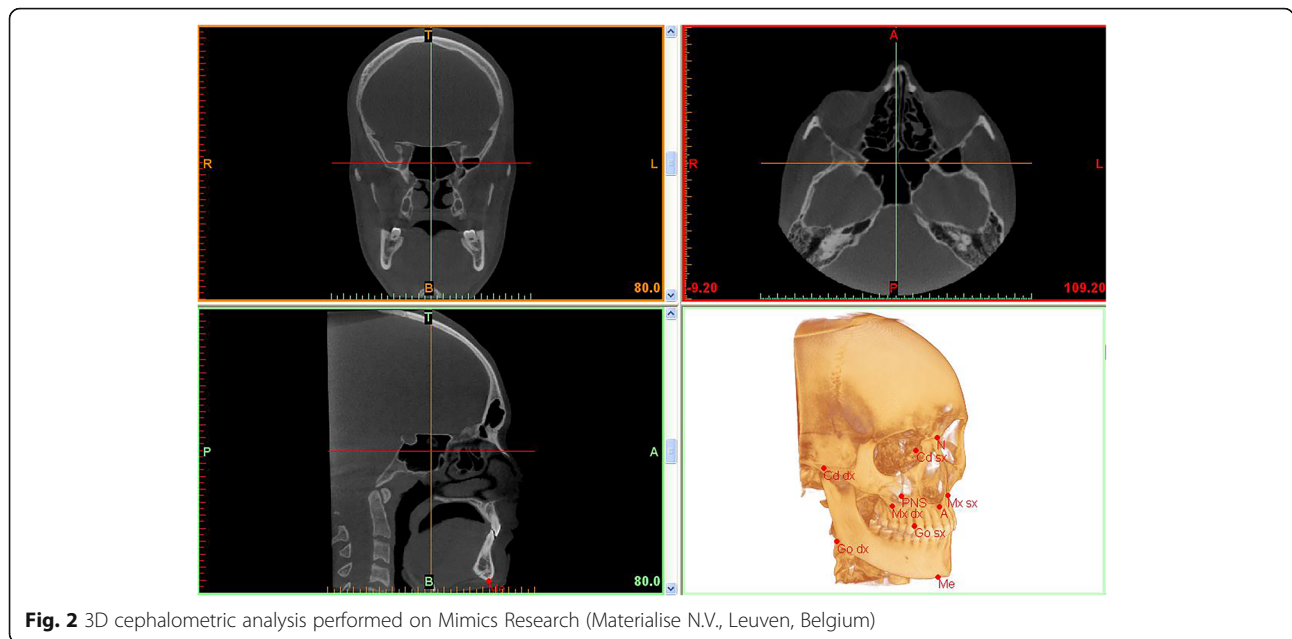 T
R
L
B
80.0
A
R
L
-9.20
P
109.20
T
P
A
B
80.0
N
Cd sx
Cd dx
PNS
Mx sx
Mx dx
A
Go sx
Go dx
Me
Fig. 2 3D cephalometric analysis performed on Mimics Research (Materialise N.V., Leuven, Belgium)